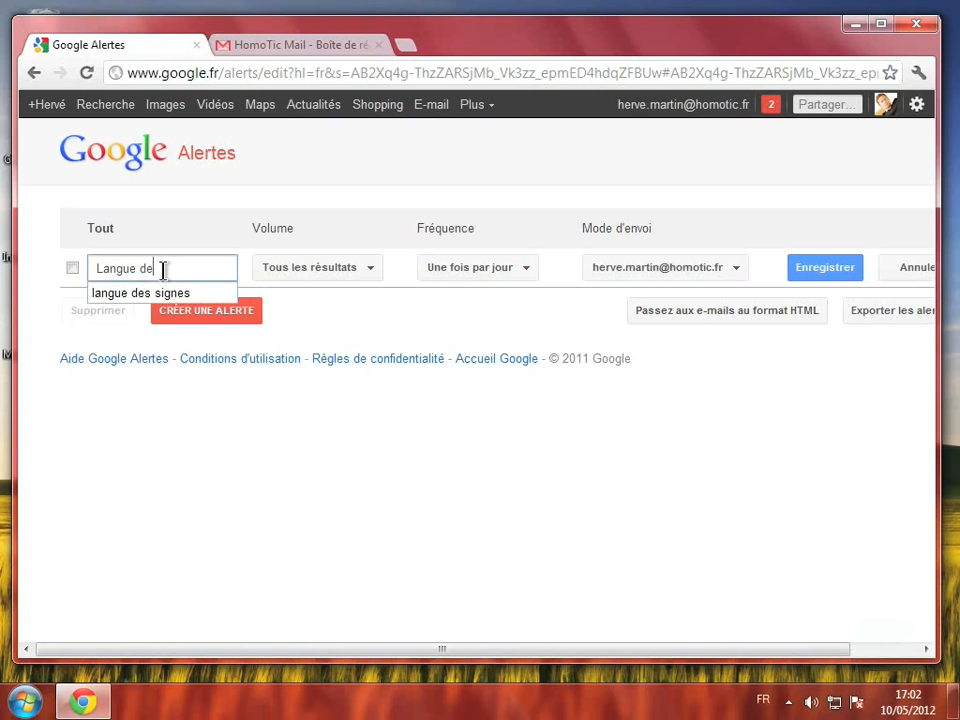 Google Alertes
HomoTic Mail - Boîte de ré
www.google.fr/alerts/edit?hl=fr&s=AB2Xq4g-ThzZARSjMb_Vk3zz_epmED4hdqZFBUw#AB2Xq4g-ThzZARSjMb_Vk3zz_epm
+Hervé Recherche Images Vidéos Maps Actualités Shopping E-mail Plus herve.martin@homotic.fr 2 Partager...
Google Alertes
Tout Volume Fréquence Mode d'envoi
Langue de Tous les résultats Une fois par jour herve.martin@homotic.fr Enregistrer Annule
langue des signes
Supprimer CRÉER UNE ALERTE Passez aux e-mails au format HTML Exporter les aler
Aide Google Alertes - Conditions d'utilisation - Règles de confidentialité - Accueil Google - © 2011 Google
FR
17:02
10/05/2012